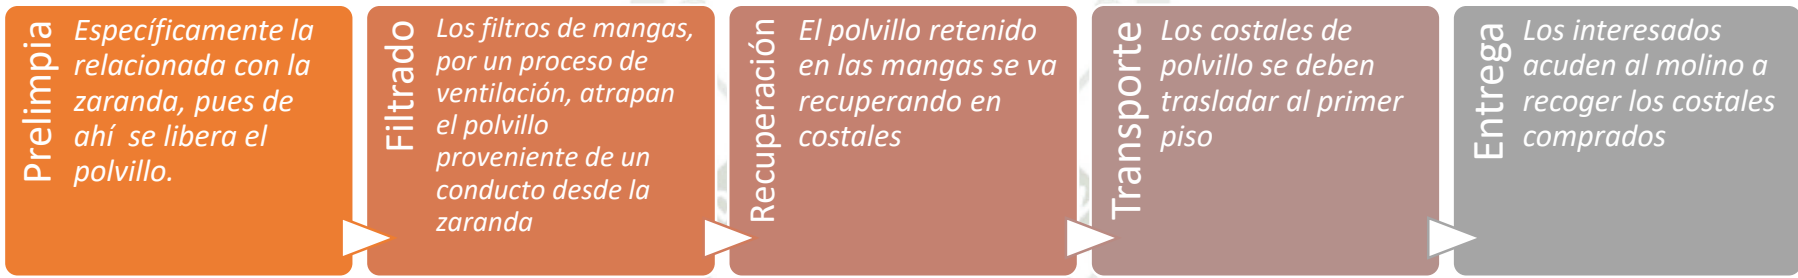 Prelimpia
Específicamente la
relacionada con la
zaranda, pues de
ahí se libera el
polvillo.
Filtrado
Los filtros de mangas,
por un proceso de
ventilación, atrapan
el polvillo
proveniente de un
conducto desde la
zaranda
Recuperación
El polvillo retenido
en las mangas se va
recuperando en
costales
Transporte
Los costales de
polvillo se deben
trasladar al primer
piso
Entrega
Los interesados
acuden al molino a
recoger los costales
comprados